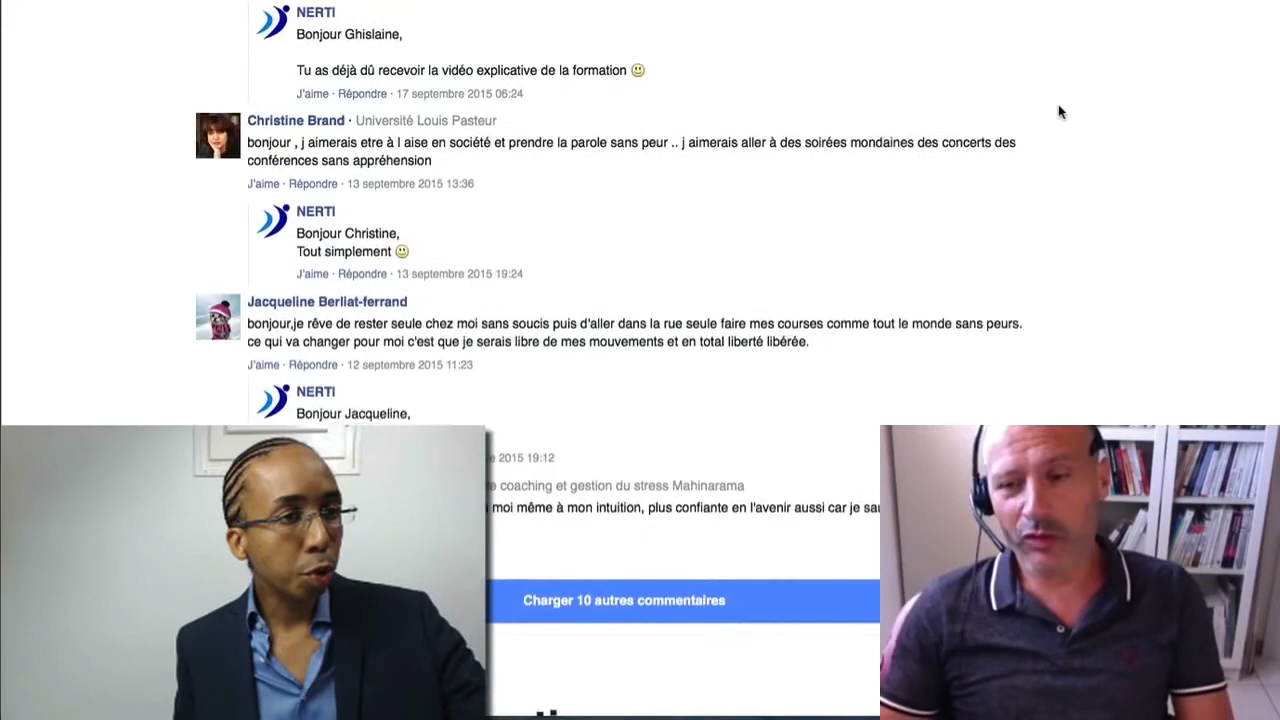 NERTI
Bonjour Ghislaine,
Tu as déjà dû recevoir la vidéo explicative de la formation
J'aime · Répondre · 17 septembre 2015 06:24
Christine Brand · Université Louis Pasteur
bonjour , j aimerais etre à l aise en société et prendre la parole sans peur .. j aimerais aller à des soirées mondaines des concerts des
conférences sans appréhension
J'aime · Répondre · 13 septembre 2015 13:36
NERTI
Bonjour Christine,
Tout simplement
J'aime · Répondre · 13 septembre 2015 19:24
Jacqueline Berliat-ferrand
bonjour,je rêve de rester seule chez moi sans soucis puis d'aller dans la rue seule faire mes courses comme tout le monde sans peurs.
ce qui va changer pour moi c'est que je serais libre de mes mouvements et en total liberté libérée.
J'aime · Répondre · 12 septembre 2015 11:23
NERTI
Bonjour Jacqueline,
2015 19:12
coaching et gestion du stress Mahinarama
moi même à mon intuition, plus confiante en l'avenir aussi car je
Charger 10 autres commentaires